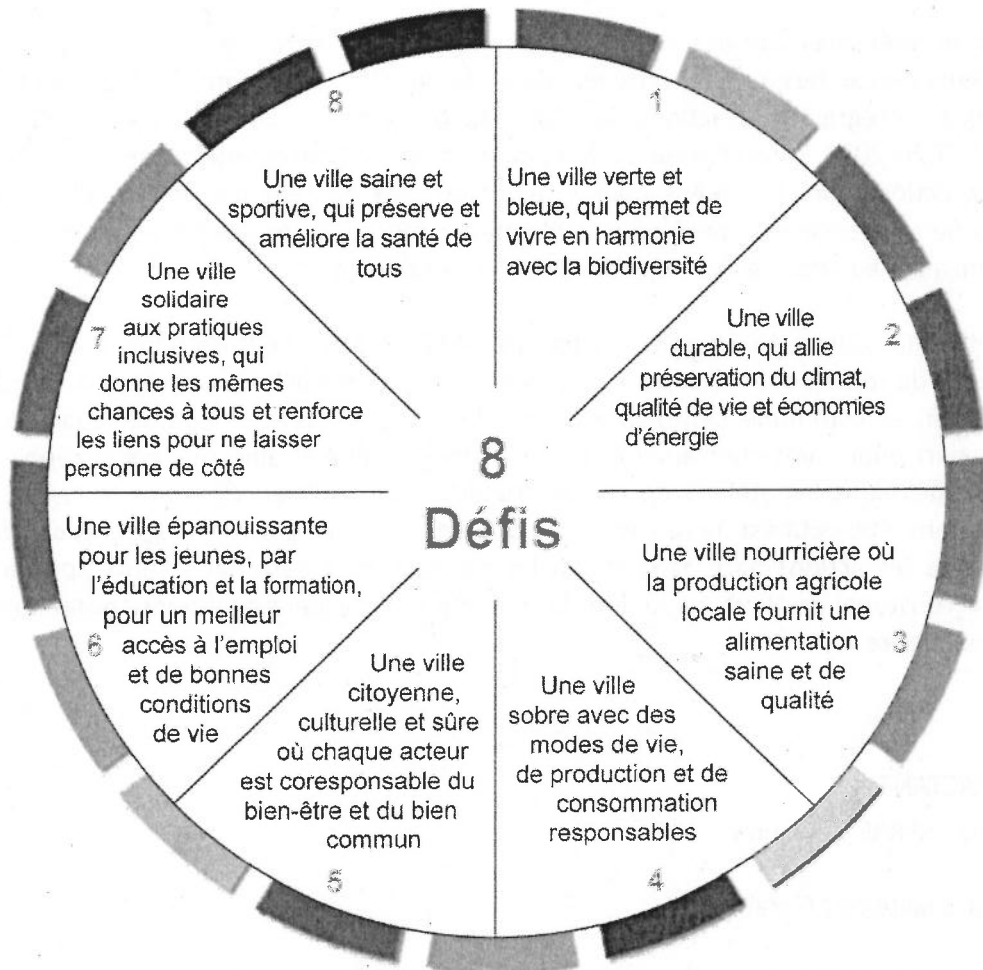 8
Défis
1
Une ville verte et
bleue, qui permet de
vivre en harmonie
avec la biodiversité
2
Une ville
durable, qui allie
préservation du climat,
qualité de vie et économies
d'énergie
3
Une ville nourricière où
la production agricole
locale fournit une
alimentation
saine et de
qualité
4
Une ville
sobre avec des
modes de vie,
de production et de
consommation
responsables
5
Une ville
citoyenne,
culturelle et sûre
où chaque acteur
est coresponsable du
bien-être et du bien
commun
6
Une ville épanouissante
pour les jeunes, par
l'éducation et la formation,
pour un meilleur
accès à l'emploi
et de bonnes
conditions
de vie
7
Une ville
solidaire
aux pratiques
inclusives, qui
donne les mêmes
chances à tous et renforce
les liens pour ne laisser
personne de côté
8
Une ville saine et
sportive, qui préserve et
améliore la santé de
tous